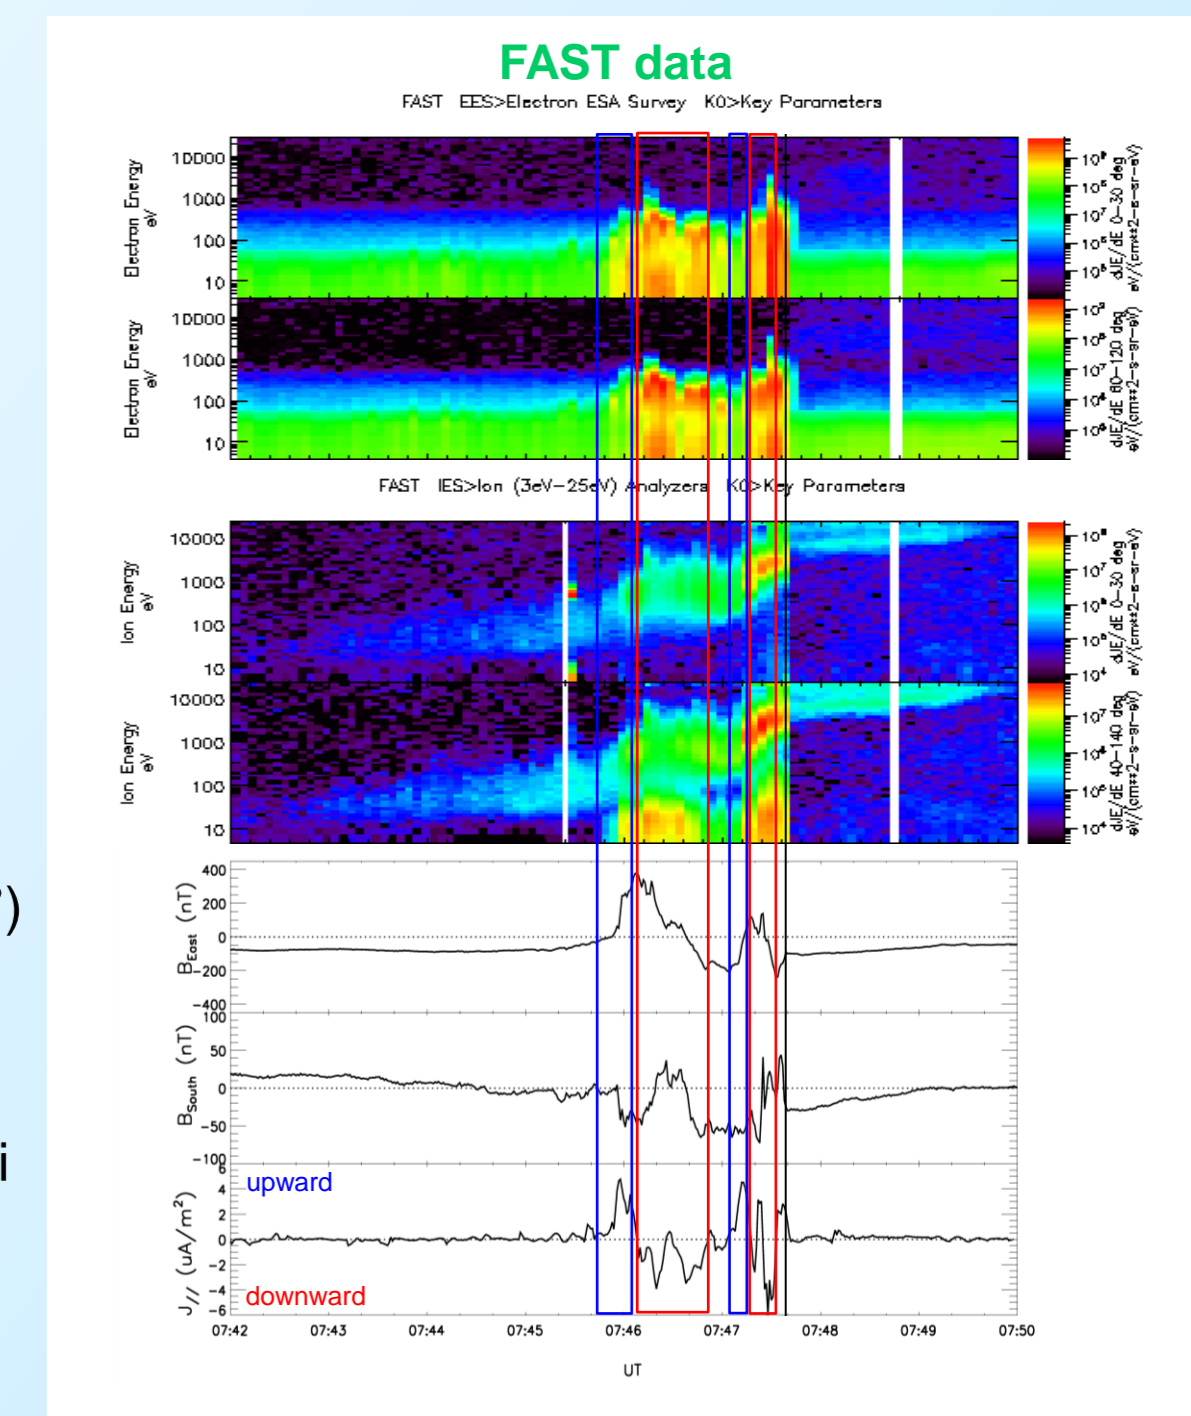 FAST data
FAST EES>Electron ESA Survey K0>Key Parameters
Electron Energy
eV
10000
1000
100
10
dJE/dE 0-30 deg
eV/(cm**2-s-sr-eV)
Electron Energy
eV
10000
1000
100
10
dJE/dE 60-120 deg
eV/(cm**2-s-sr-eV)
FAST IES>Ion (3eV-25eV) Analyzers K0>Key Parameters
Ion Energy
eV
10000
1000
100
10
dJE/dE 0-30 deg
eV/(cm**2-s-sr-eV)
Ion Energy
eV
10000
1000
100
10
dJE/dE 40-140 deg
eV/(cm**2-s-sr-eV)
B East (nT)
400
200
0
-200
-400
B South (nT)
100
50
0
-50
-100
J// (uA/m²)
6
4
2
0
-2
-4
-6
upward
downward
07:42 07:43 07:44 07:45 07:46 07:47 07:48 07:49 07:50
UT
)
i